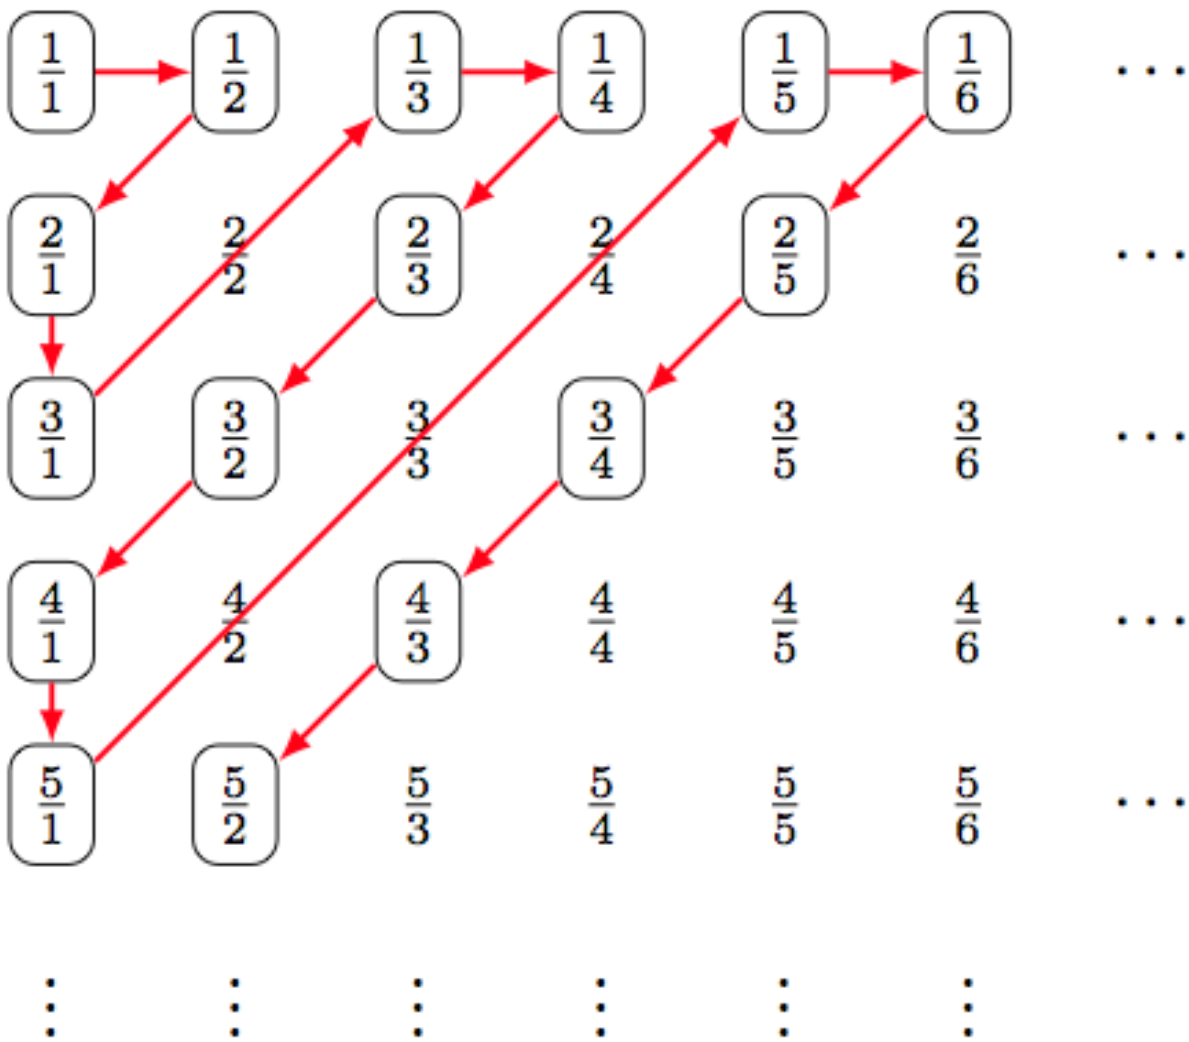 1/1 1/2 1/3 1/4 1/5 1/6 ⋯
2/1 2/2 2/3 2/4 2/5 2/6 ⋯
3/1 3/2 3/3 3/4 3/5 3/6 ⋯
4/1 4/2 4/3 4/4 4/5 4/6 ⋯
5/1 5/2 5/3 5/4 5/5 5/6 ⋯
⋮ ⋮ ⋮ ⋮ ⋮ ⋮